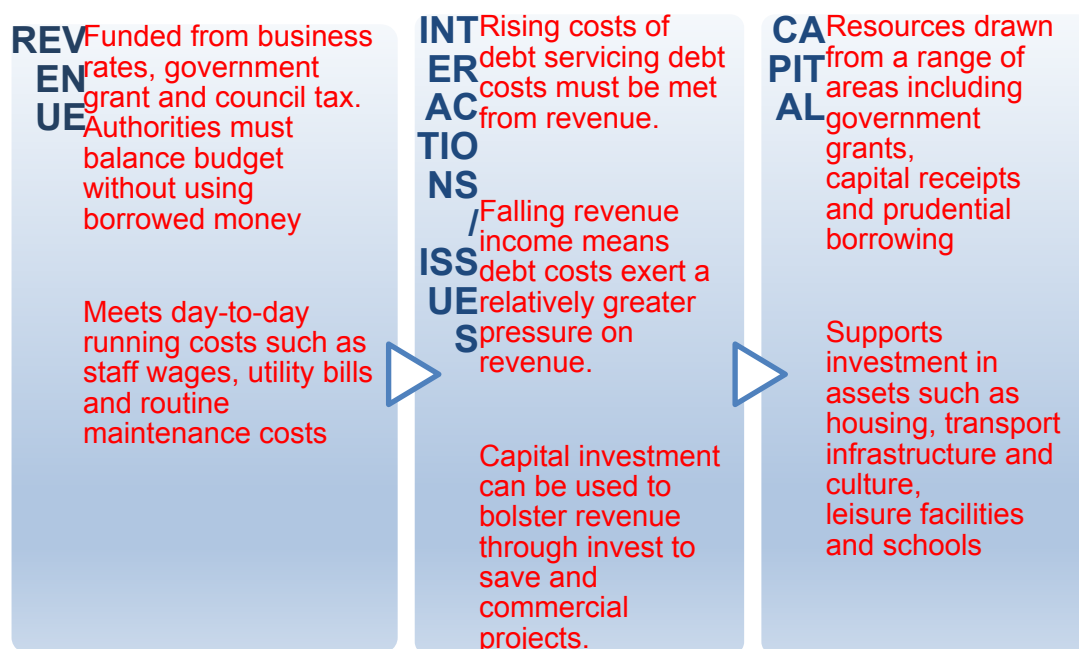 REV
EN
UE
Funded from business
rates, government
grant and council tax.
Authorities must
balance budget
without using
borrowed money
Meets day-to-day
running costs such as
staff wages, utility bills
and routine
maintenance costs
INT
ER
AC
TIO
NS
/
ISS
UE
S
Rising costs of
debt servicing debt
costs must be met
from revenue.
Falling revenue
income means
debt costs exert a
relatively greater
pressure on
revenue.
Capital investment
can be used to
bolster revenue
through invest to
save and
commercial
projects.
CA
PIT
AL
Resources drawn
from a range of
areas including
government
grants,
capital receipts
and prudential
borrowing
Supports
investment in
assets such as
housing, transport
infrastructure and
culture,
leisure facilities
and schools